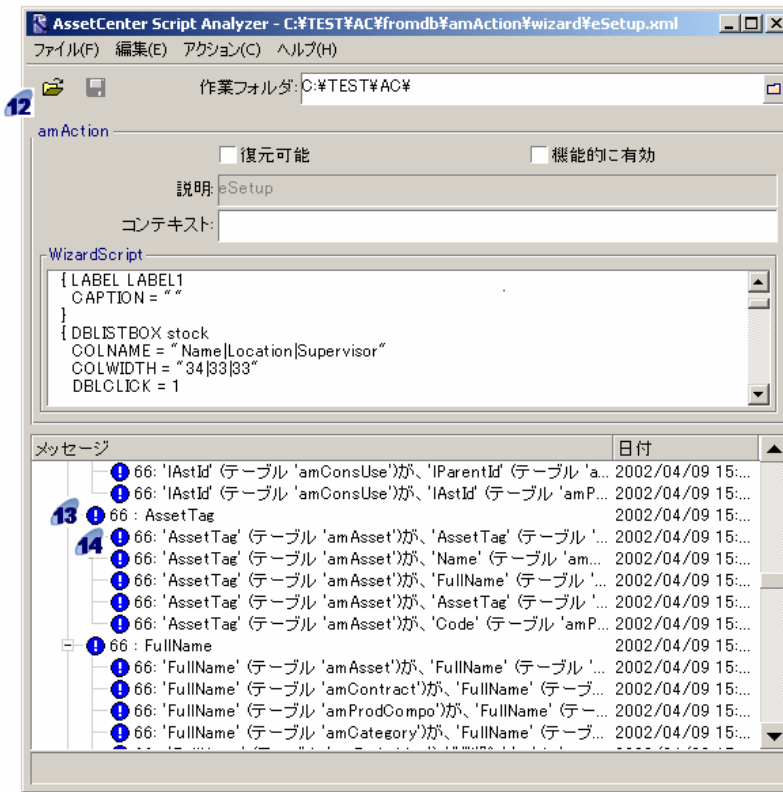 AssetCenter Script Analyzer - C:¥TEST¥AC¥fromdb¥amAction¥wizard¥eSetup.xml
ファイル(F) 編集(E) アクション(C) ヘルプ(H)
作業フォルダ: C:¥TEST¥AC¥
12
amAction
復元可能 機能的に有効
説明: eSetup
コンテキスト:
WizardScript
{ LABEL LABEL1
CAPTION = " "
}
{ DBLISTBOX stock
COLNAME = "Name|Location|Supervisor"
COLWIDTH = "34|33|33"
DBLCLICK = 1
メッセージ 日付
66: 'lAstId' (テーブル 'amConsUse')が、'lParentId' (テーブル 'a... 2002/04/09 15:...
66: 'lAstId' (テーブル 'amConsUse')が、'lAstId' (テーブル 'amP... 2002/04/09 15:...
13 66 : AssetTag 2002/04/09 15:...
14 66: 'AssetTag' (テーブル 'amAsset')が、'AssetTag' (テーブル '... 2002/04/09 15:...
66: 'AssetTag' (テーブル 'amAsset')が、'Name' (テーブル 'am... 2002/04/09 15:...
66: 'AssetTag' (テーブル 'amAsset')が、'FullName' (テーブル '... 2002/04/09 15:...
66: 'AssetTag' (テーブル 'amAsset')が、'AssetTag' (テーブル '... 2002/04/09 15:...
66: 'AssetTag' (テーブル 'amAsset')が、'Code' (テーブル 'amP... 2002/04/09 15:...
66 : FullName 2002/04/09 15:...
66: 'FullName' (テーブル 'amAsset')が、'FullName' (テーブル '... 2002/04/09 15:...
66: 'FullName' (テーブル 'amContract')が、'FullName' (テーブ... 2002/04/09 15:...
66: 'FullName' (テーブル 'amProdCompo')が、'FullName' (テー... 2002/04/09 15:...
66: 'FullName' (テーブル 'amCategory')が、'FullName' (テーブ... 2002/04/09 15:...